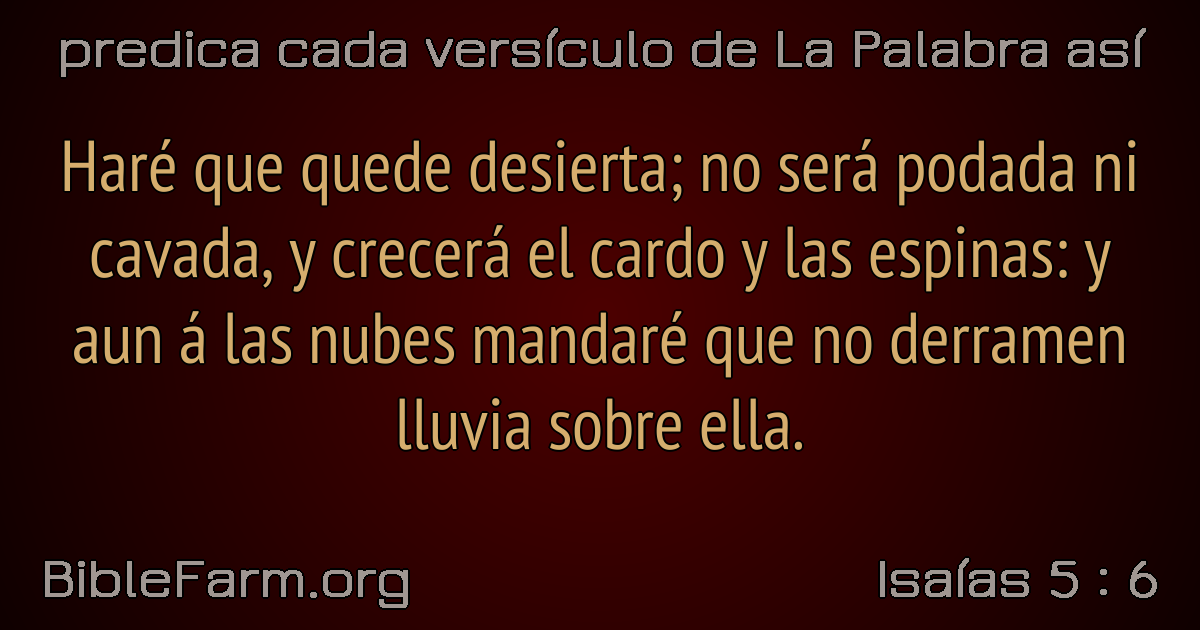 predica cada versículo de La Palabra así
Haré que quede desierta; no será podada ni
cavada, y crecerá el cardo y las espinas: y
aun á las nubes mandaré que no derramen
lluvia sobre ella.
BibleFarm.org
Isaías 5 : 6